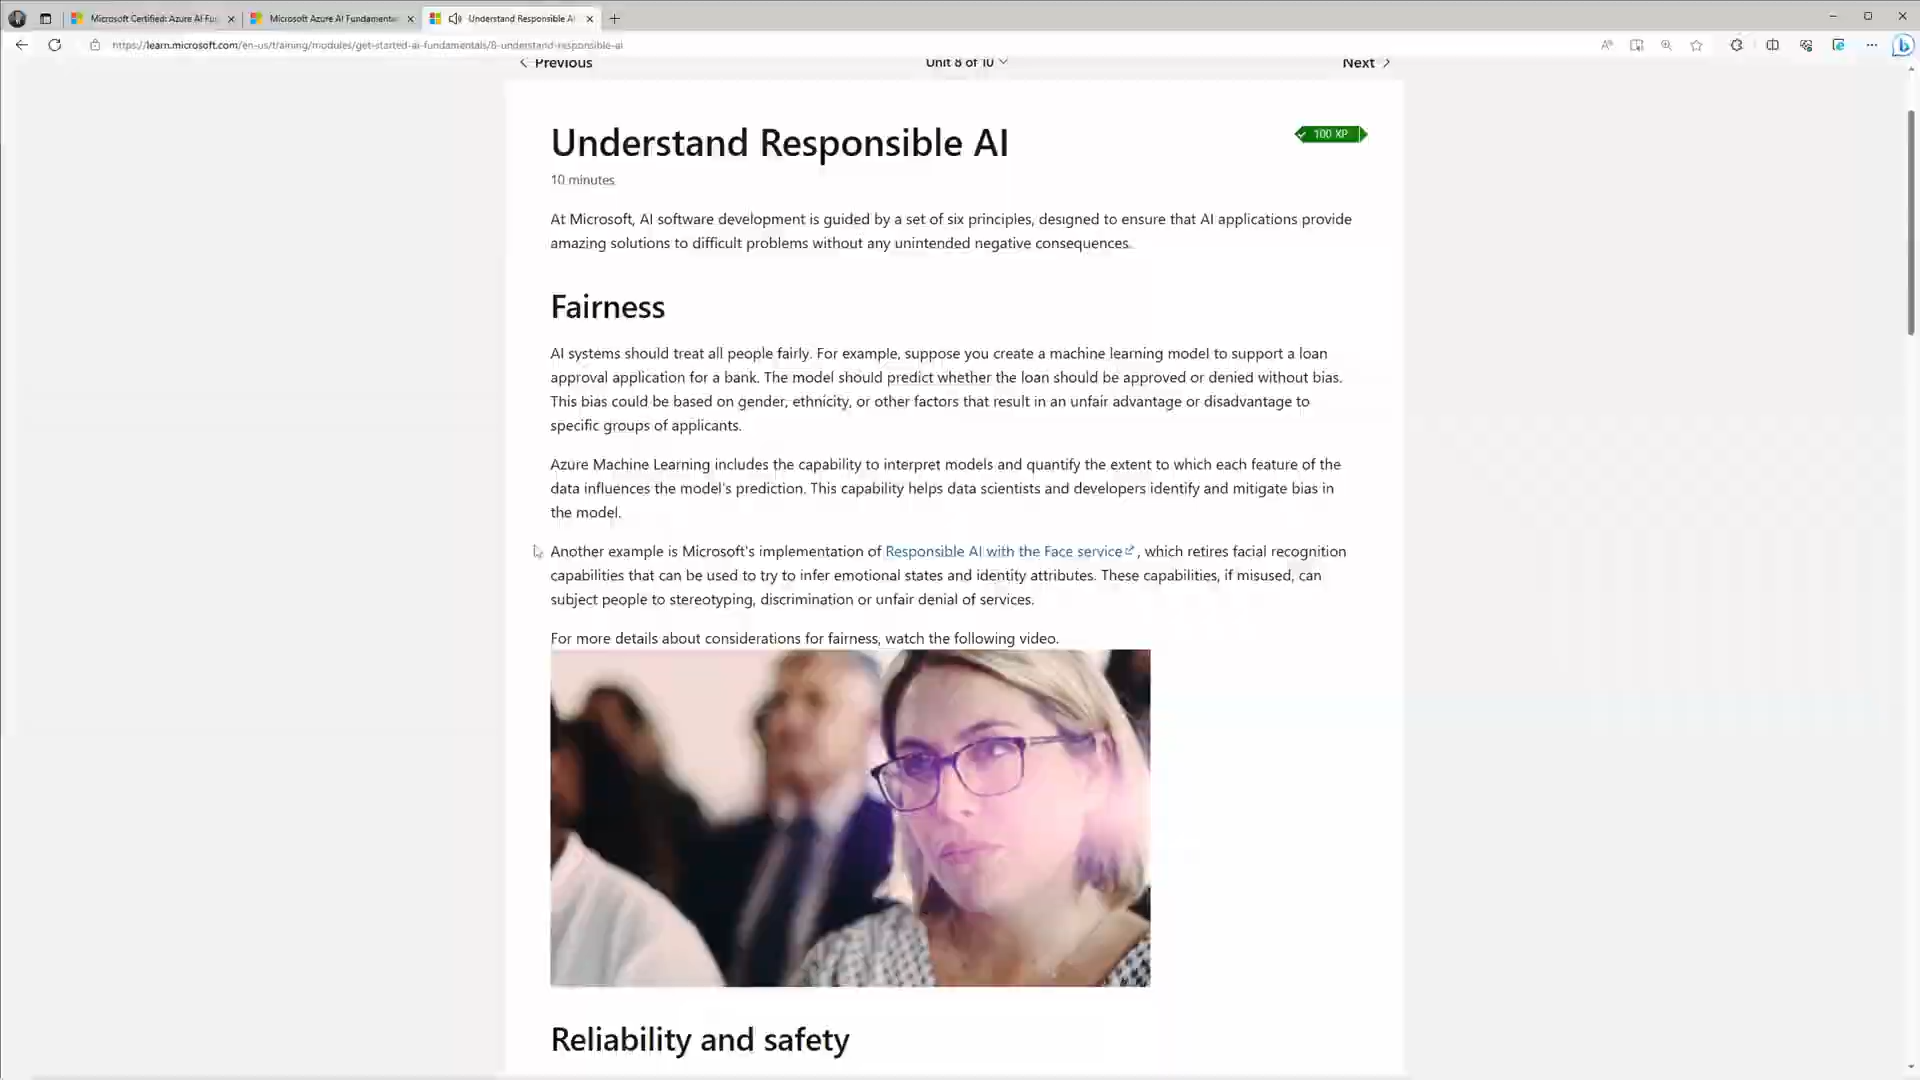 Microsoft Certified: Azure AI Fu
Microsoft Azure AI Fundamenta
Understand Responsible AI
https://learn.microsoft.com/en-us/training/modules/get-started-ai-fundamentals/8-understand-responsible-ai
Previous
Unit 8 of 10
Next
Understand Responsible AI
100 XP
10 minutes
At Microsoft, AI software development is guided by a set of six principles, designed to ensure that AI applications provide
amazing solutions to difficult problems without any unintended negative consequences.
Fairness
AI systems should treat all people fairly. For example, suppose you create a machine learning model to support a loan
approval application for a bank. The model should predict whether the loan should be approved or denied without bias.
This bias could be based on gender, ethnicity, or other factors that result in an unfair advantage or disadvantage to
specific groups of applicants.
Azure Machine Learning includes the capability to interpret models and quantify the extent to which each feature of the
data influences the model's prediction. This capability helps data scientists and developers identify and mitigate bias in
the model.
Another example is Microsoft's implementation of Responsible AI with the Face service, which retires facial recognition
capabilities that can be used to try to infer emotional states and identity attributes. These capabilities, if misused, can
subject people to stereotyping, discrimination or unfair denial of services.
For more details about considerations for fairness, watch the following video.
Reliability and safety